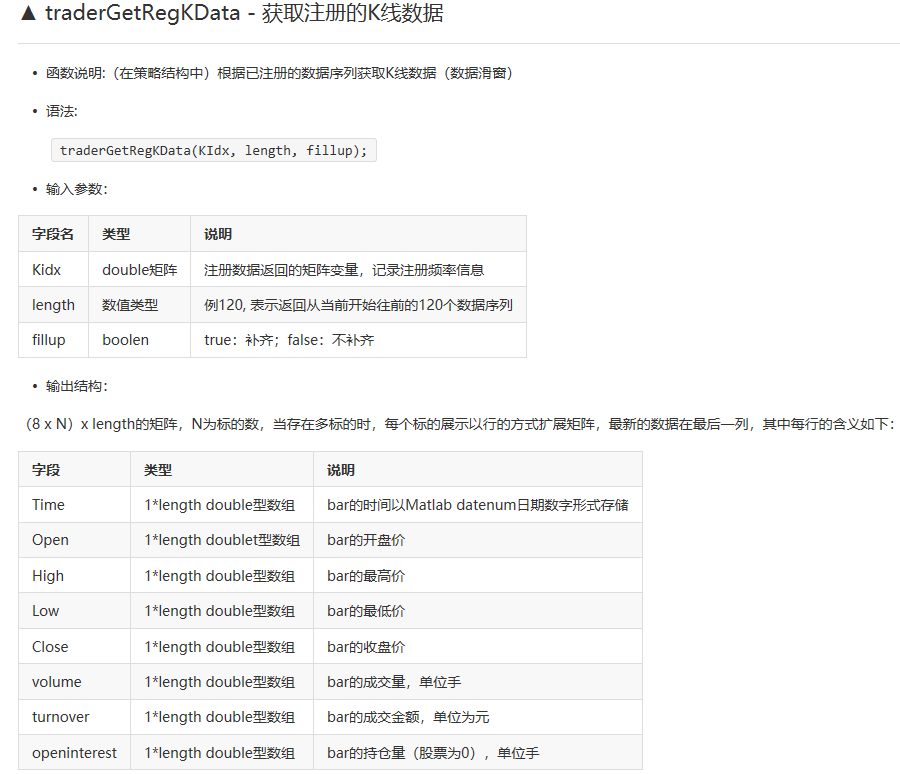 ▲ traderGetRegKData - 获取注册的K线数据
• 函数说明:（在策略结构中）根据已注册的数据序列获取K线数据（数据滑窗）
• 语法:
traderGetRegKData(KIdx, length, fillup);
• 输入参数:
字段名 类型 说明
Kidx double矩阵 注册数据返回的矩阵变量，记录注册频率信息
length 数值类型 例120, 表示返回从当前开始往前的120个数据序列
fillup boolen true：补齐；false：不补齐
• 输出结构:
（8 x N）x length的矩阵，N为标的数，当存在多标的时，每个标的展示以行的方式扩展矩阵，最新的数据在最后一列，其中每行的含义如下：
字段 类型 说明
Time 1*length double型数组 bar的时间以Matlab datenum日期数字形式存储
Open 1*length doublet型数组 bar的开盘价
High 1*length double型数组 bar的最高价
Low 1*length double型数组 bar的最低价
Close 1*length double型数组 bar的收盘价
volume 1*length double型数组 bar的成交量，单位手
turnover 1*length double型数组 bar的成交金额，单位为元
openinterest 1*length double型数组 bar的持仓量（股票为0），单位手